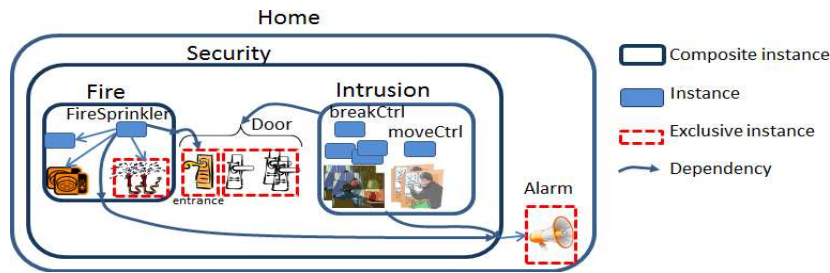 Home
Security
Fire
Intrusion
FireSprinkler
Door
breakCtrl
moveCtrl
entrance
Alarm
Composite instance
Instance
Exclusive instance
Dependency